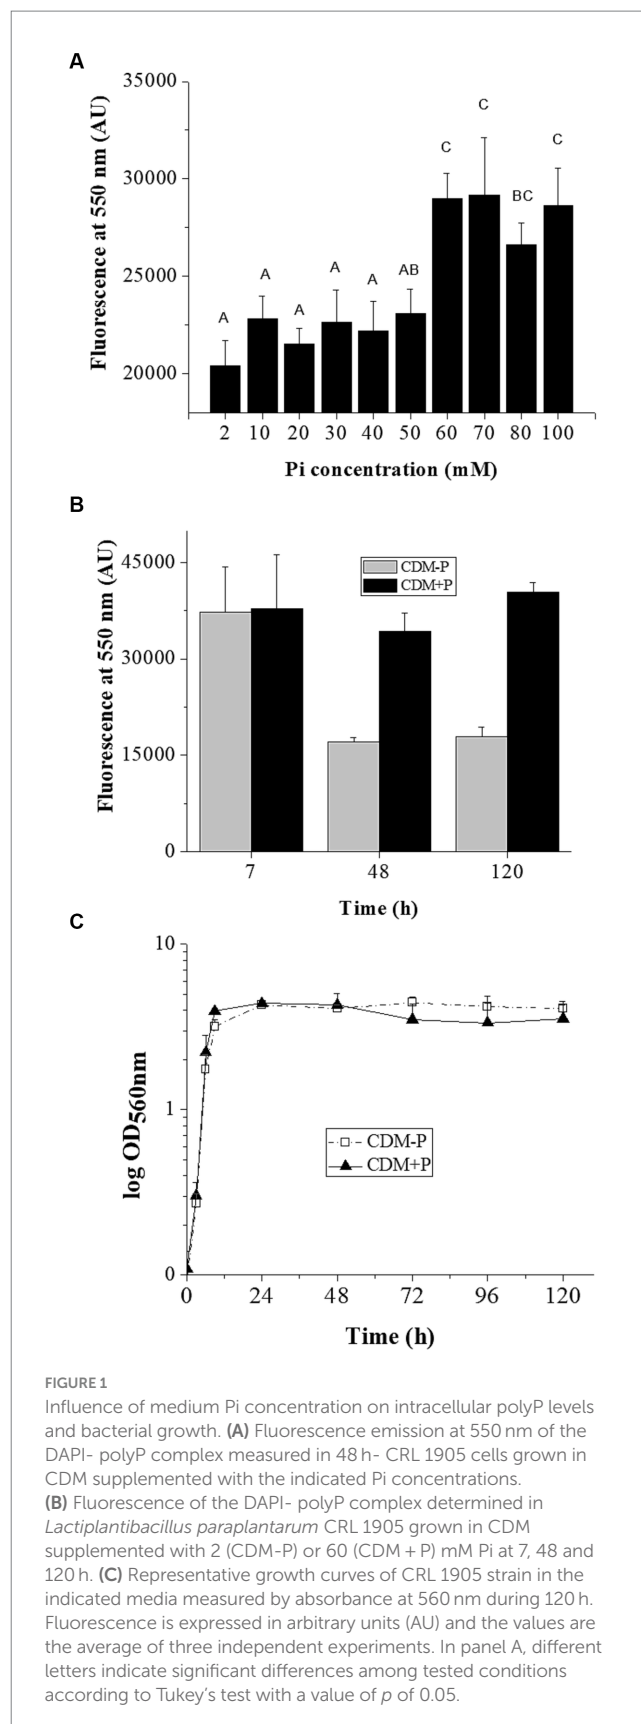 A
35000
30000
25000
20000
Fluorescence at 550 nm (AU)
A
A
A
A
A
AB
C
C
BC
C
2 10 20 30 40 50 60 70 80 100
Pi concentration (mM)
B
45000
30000
15000
0
Fluorescence at 550 nm (AU)
CDM-P
CDM+P
7 48 120
Time (h)
C
10
1
0
log OD560nm
CDM-P
CDM+P
0 24 48 72 96 120
Time (h)
FIGURE 1
Influence of medium Pi concentration on intracellular polyP levels
and bacterial growth. (A) Fluorescence emission at 550 nm of the
DAPI- polyP complex measured in 48 h- CRL 1905 cells grown in
CDM supplemented with the indicated Pi concentrations.
(B) Fluorescence of the DAPI- polyP complex determined in
Lactiplantibacillus paraplantarum CRL 1905 grown in CDM
supplemented with 2 (CDM-P) or 60 (CDM + P) mM Pi at 7, 48 and
120 h. (C) Representative growth curves of CRL 1905 strain in the
indicated media measured by absorbance at 560 nm during 120 h.
Fluorescence is expressed in arbitrary units (AU) and the values are
the average of three independent experiments. In panel A, different
letters indicate significant differences among tested conditions
according to Tukey's test with a value of p of 0.05.